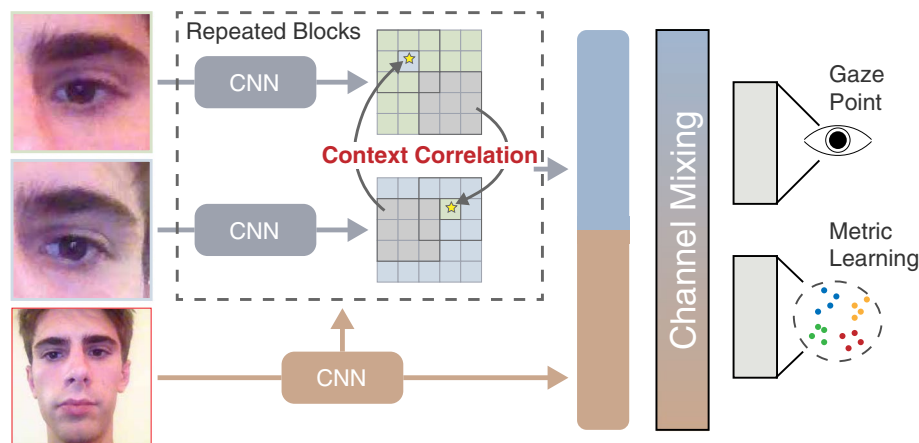 Repeated Blocks
CNN
Context Correlation
CNN
CNN
Channel Mixing
Gaze
Point
Metric
Learning